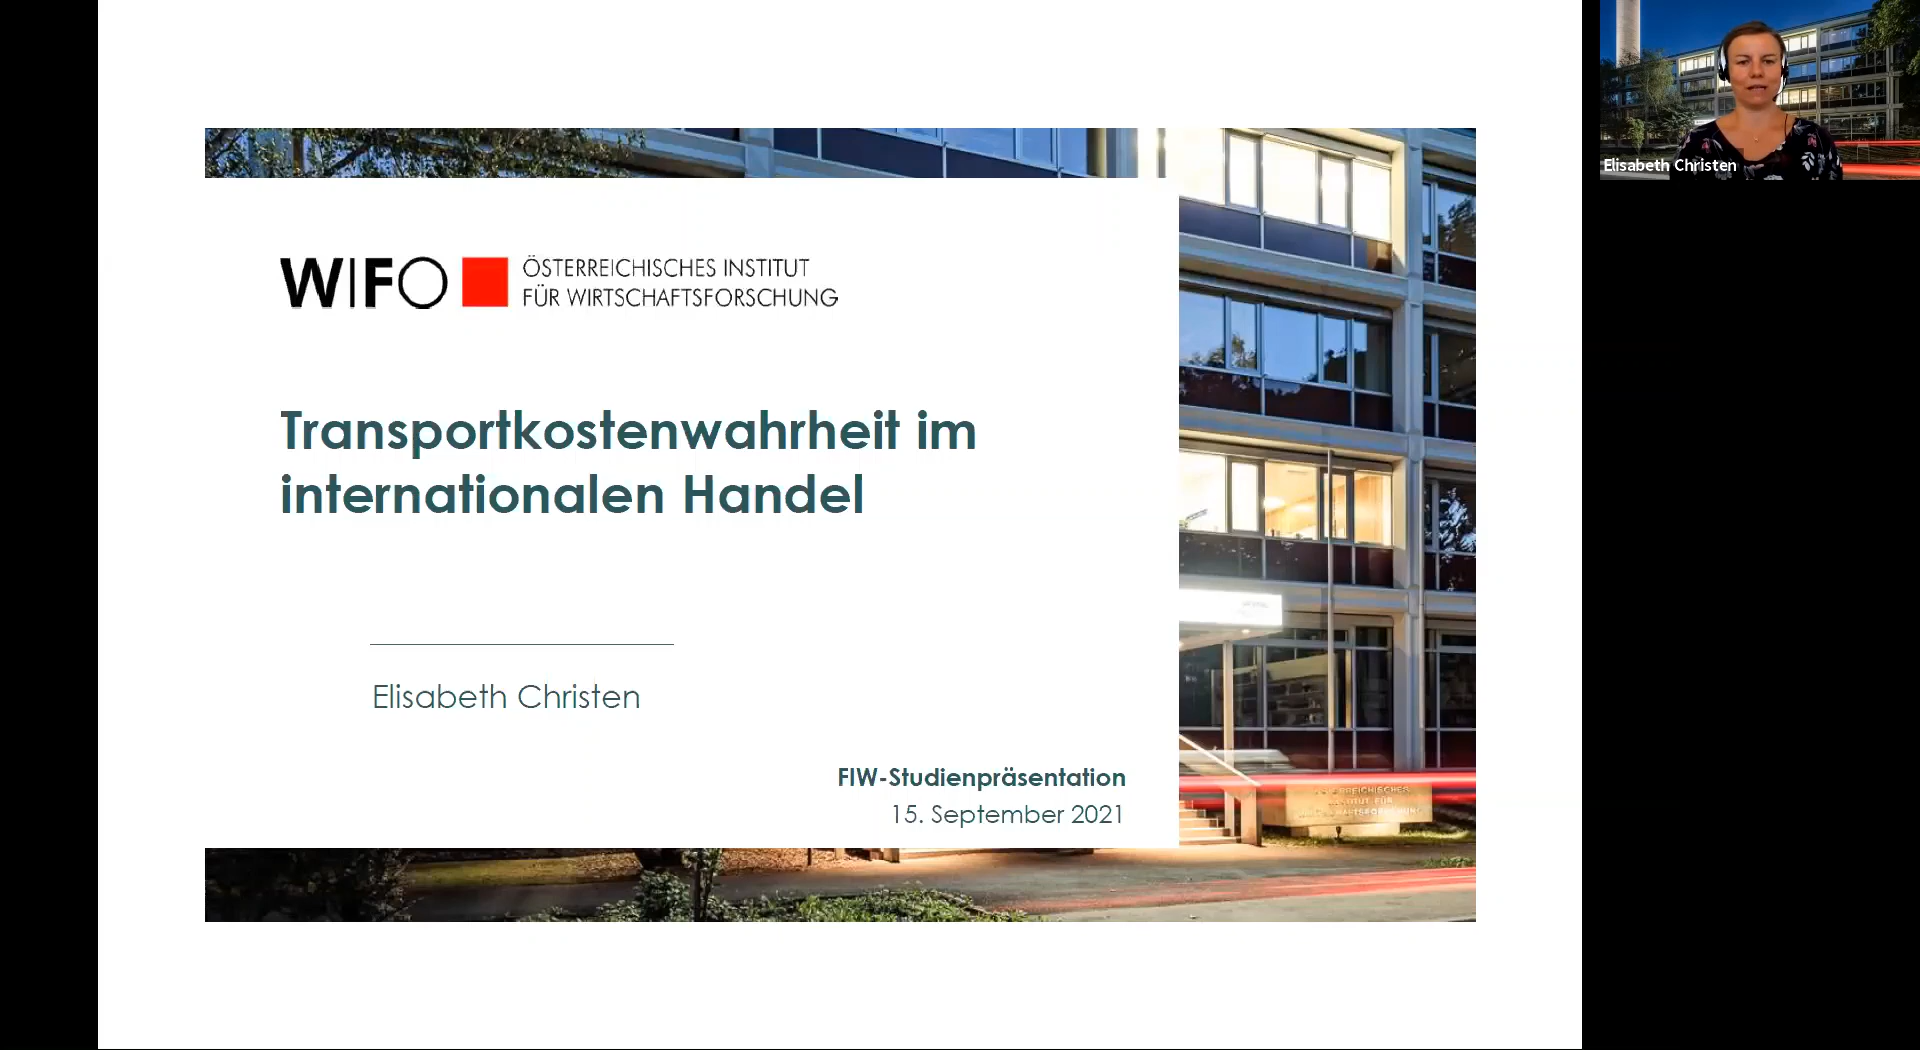 WIFO
ÖSTERREICHISCHES INSTITUT
FÜR WIRTSCHAFTSFORSCHUNG
Transportkostenwahrheit im
internationalen Handel
Elisabeth Christen
FIW-Studienpräsentation
15. September 2021
Elisabeth Christen